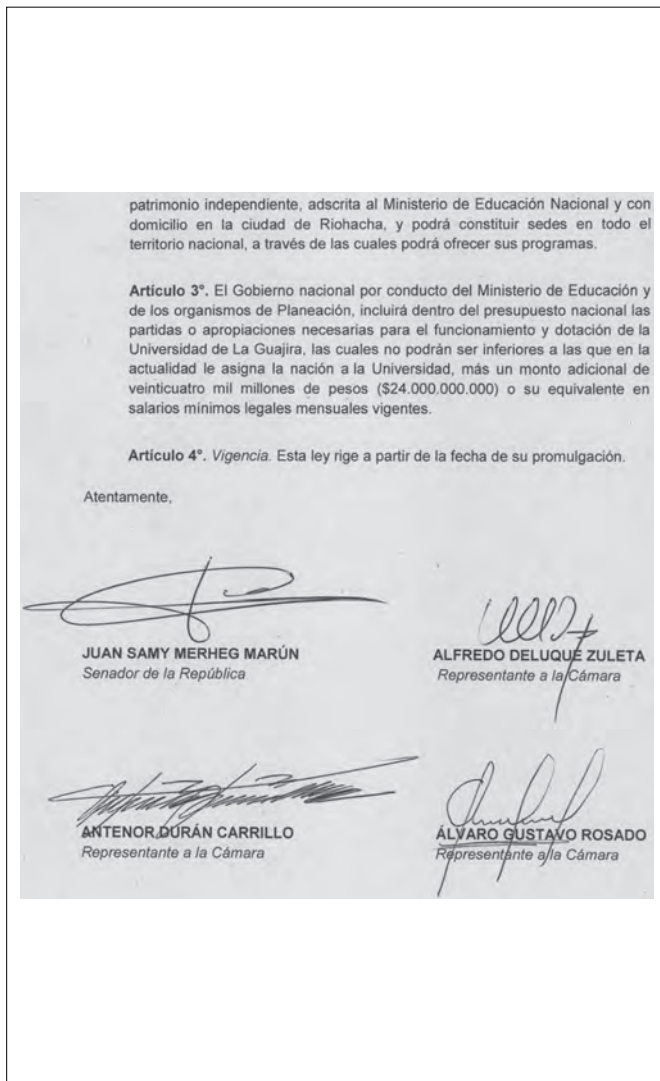 patrimonio independiente, adscrita al Ministerio de Educación Nacional y con
domicilio en la ciudad de Riohacha, y podrá constituir sedes en todo el
territorio nacional, a través de las cuales podrá ofrecer sus programas.
Artículo 3°. El Gobierno nacional por conducto del Ministerio de Educación y
de los organismos de Planeación, incluirá dentro del presupuesto nacional las
partidas o apropiaciones necesarias para el funcionamiento y dotación de la
Universidad de La Guajira, las cuales no podrán ser inferiores a las que en la
actualidad le asigna la nación a la Universidad, más un monto adicional de
veinticuatro mil millones de pesos ($24.000.000.000) o su equivalente en
salarios mínimos legales mensuales vigentes.
Artículo 4°. Vigencia. Esta ley rige a partir de la fecha de su promulgación.
Atentamente,
JUAN SAMY MERHEG MARÚN
Senador de la República
ALFREDO DELUQUE ZULETA
Representante a la Cámara
ANTENOR DURÁN CARRILLO
Representante a la Cámara
ÁLVARO GUSTAVO ROSADO
Representante a la Cámara